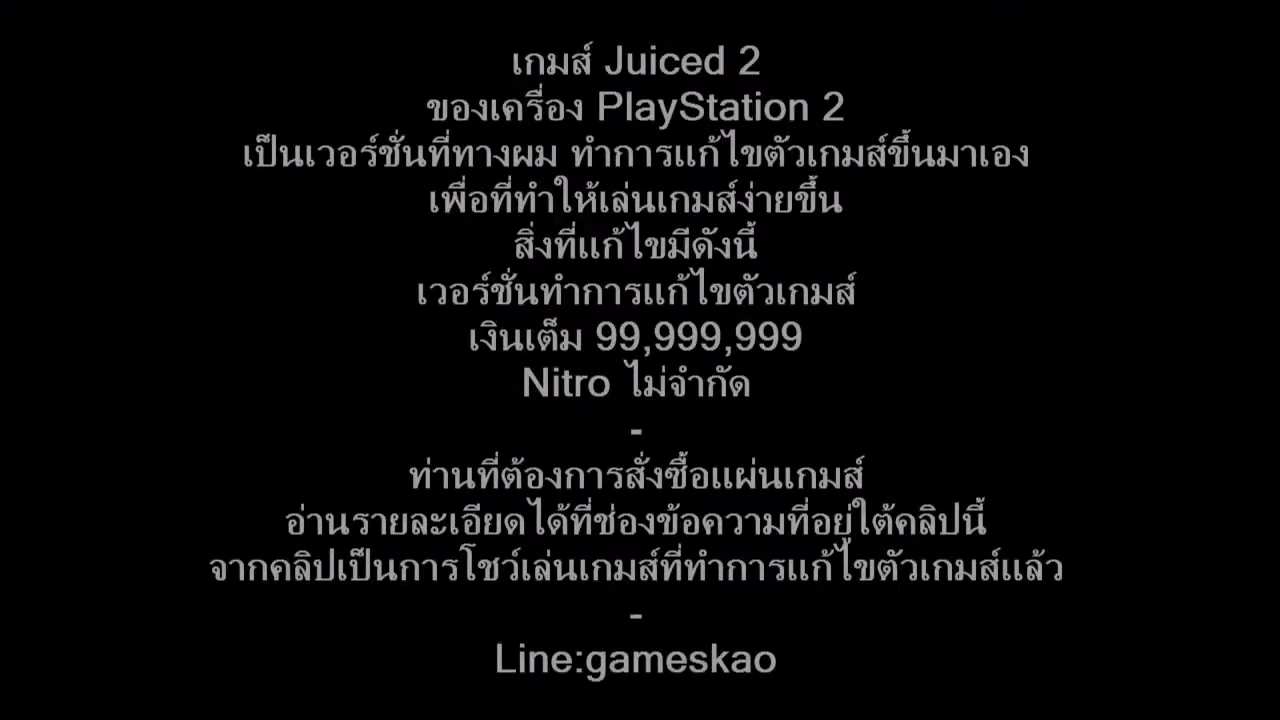 เกมส์ Juiced 2
ของเครื่อง PlayStation 2
เป็นเวอร์ชั่นที่ทางผม ทำการแก้ไขตัวเกมส์ขึ้นมาเอง
เพื่อที่ทำให้เล่นเกมส์ง่ายขึ้น
สิ่งที่แก้ไขมีดังนี้
เวอร์ชั่นทำการแก้ไขตัวเกมส์
เงินเต็ม 99,999,999
Nitro ไม่จำกัด
-
ท่านที่ต้องการสั่งซื้อแผ่นเกมส์
อ่านรายละเอียดได้ที่ช่องข้อความที่อยู่ใต้คลิปนี้
จากคลิปเป็นการโชว์เล่นเกมส์ที่ทำการแก้ไขตัวเกมส์แล้ว
-
Line:gameskao